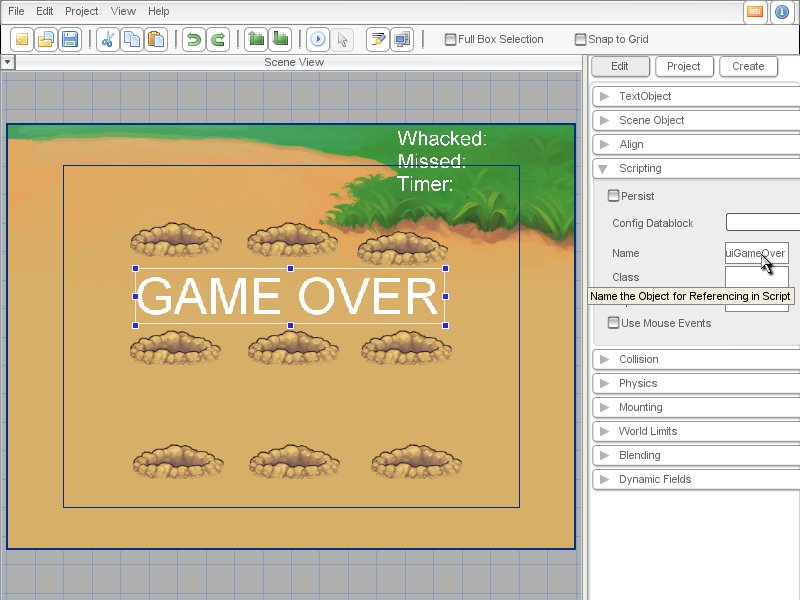 File Edit Project View Help
Full Box Selection Snap to Grid
Scene View
Edit Project Create
TextObject
Scene Object
Align
Scripting
Persist
Config Datablock
Name uiGameOver
Class
Name the Object for Referencing in Script
Use Mouse Events
Collision
Physics
Mounting
World Limits
Blending
Dynamic Fields
Whacked:
Missed:
Timer:
GAME OVER